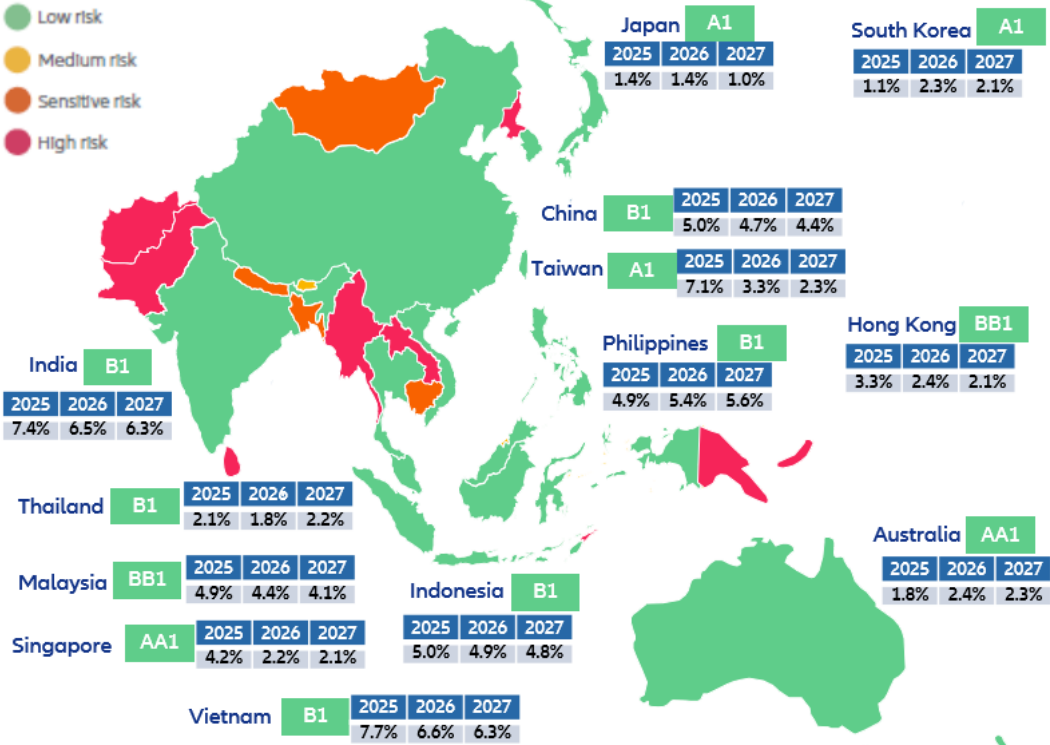 Low risk
Medium risk
Sensitive risk
High risk
Japan A1
2025 2026 2027
1.4% 1.4% 1.0%
South Korea A1
2025 2026 2027
1.1% 2.3% 2.1%
China B1
2025 2026 2027
5.0% 4.7% 4.4%
Taiwan A1
2025 2026 2027
7.1% 3.3% 2.3%
Philippines B1
2025 2026 2027
4.9% 5.4% 5.6%
Hong Kong BB1
2025 2026 2027
3.3% 2.4% 2.1%
India B1
2025 2026 2027
7.4% 6.5% 6.3%
Thailand B1
2025 2026 2027
2.1% 1.8% 2.2%
Malaysia BB1
2025 2026 2027
4.9% 4.4% 4.1%
Singapore AA1
2025 2026 2027
4.2% 2.2% 2.1%
Indonesia B1
2025 2026 2027
5.0% 4.9% 4.8%
Australia AA1
2025 2026 2027
1.8% 2.4% 2.3%
Vietnam B1
2025 2026 2027
7.7% 6.6% 6.3%